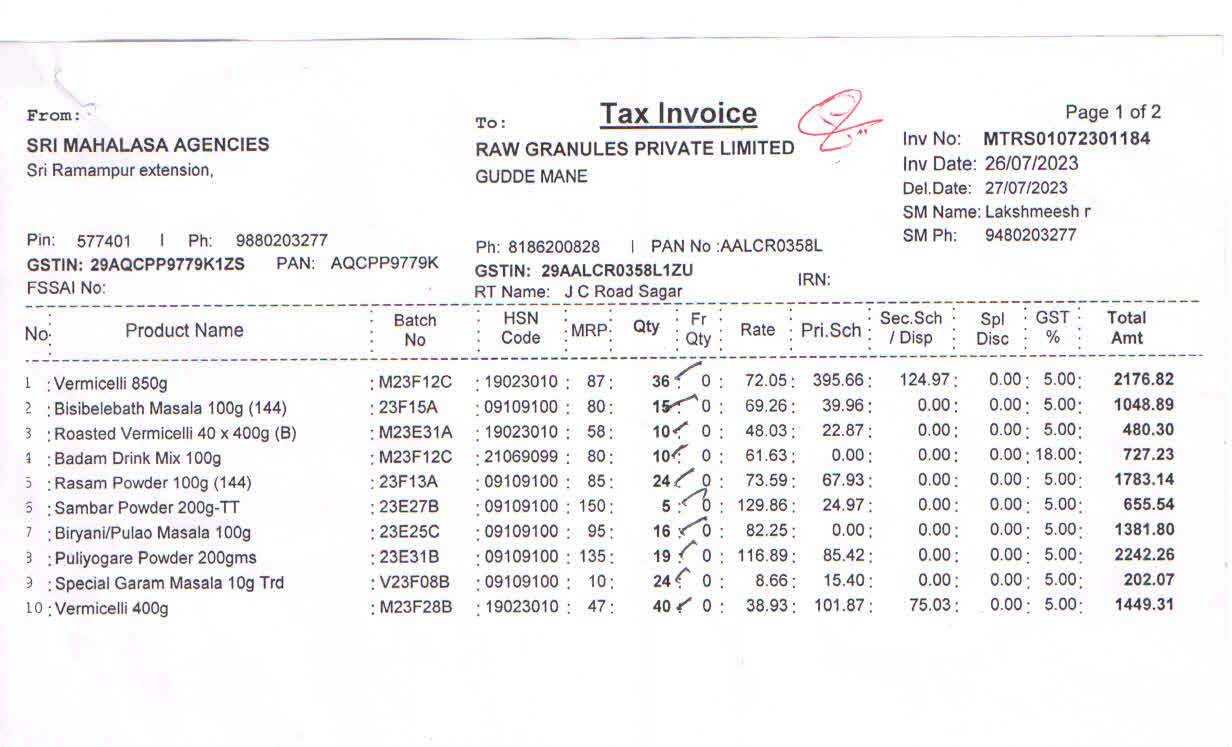 Tax Invoice
Page 1 of 2
From:
To:
SRI MAHALASA AGENCIES
Sri Ramampur extension,
RAW GRANULES PRIVATE LIMITED
GUDDE MANE
Inv No: MTRS01072301184
Inv Date: 26/07/2023
Del.Date: 27/07/2023
SM Name: Lakshmeesh r
SM Ph: 9480203277
Pin: 577401 | Ph: 9880203277
GSTIN: 29AQCPP9779K1ZS PAN: AQCPP9779K
FSSAI No:
Ph: 8186200828 | PAN No :AALCR0358L
GSTIN: 29AALCR0358L1ZU
RT Name: J C Road Sagar
IRN:
No: Product Name : Batch No : HSN Code : MRP: Qty : Fr Qty : Rate : Pri.Sch : Sec.Sch / Disp : Spl Disc : GST % : Total Amt
1 : Vermicelli 850g : M23F12C : 19023010 : 87: 36 : 0 : 72.05: 395.66: 124.97: 0.00: 5.00: 2176.82
2 : Bisibelebath Masala 100g (144) : 23F15A : 09109100 : 80: 15 : 0 : 69.26: 39.96: 0.00: 0.00: 5.00: 1048.89
3 : Roasted Vermicelli 40 x 400g (B) : M23E31A : 19023010 : 58: 10 : 0 : 48.03: 22.87: 0.00: 0.00: 5.00: 480.30
4 : Badam Drink Mix 100g : M23F12C : 21069099 : 80: 10 : 0 : 61.63: 0.00: 0.00: 0.00: 18.00: 727.23
5 : Rasam Powder 100g (144) : 23F13A : 09109100 : 85: 24 : 0 : 73.59: 67.93: 0.00: 0.00: 5.00: 1783.14
6 : Sambar Powder 200g-TT : 23E27B : 09109100 : 150: 5 : 0 : 129.86: 24.97: 0.00: 0.00: 5.00: 655.54
7 : Biryani/Pulao Masala 100g : 23E25C : 09109100 : 95: 16 : 0 : 82.25: 0.00: 0.00: 0.00: 5.00: 1381.80
8 : Puliyogare Powder 200gms : 23E31B : 09109100 : 135: 19 : 0 : 116.89: 85.42: 0.00: 0.00: 5.00: 2242.26
9 : Special Garam Masala 10g Trd : V23F08B : 09109100 : 10: 24 : 0 : 8.66: 15.40: 0.00: 0.00: 5.00: 202.07
10 : Vermicelli 400g : M23F28B : 19023010 : 47: 40 : 0 : 38.93: 101.87: 75.03: 0.00: 5.00: 1449.31